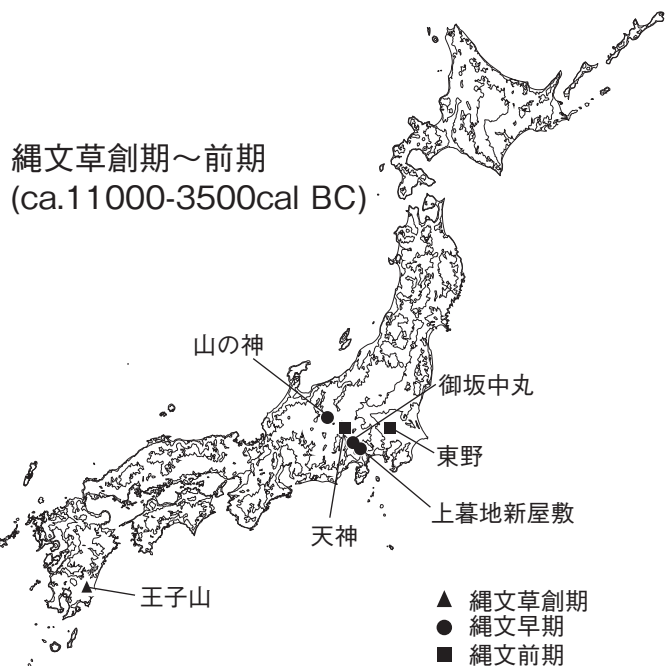 縄文草創期～前期
(ca.11000-3500cal BC)
山の神
御坂中丸
東野
上暮地新屋敷
天神
王子山
▲ 縄文草創期
● 縄文早期
■ 縄文前期